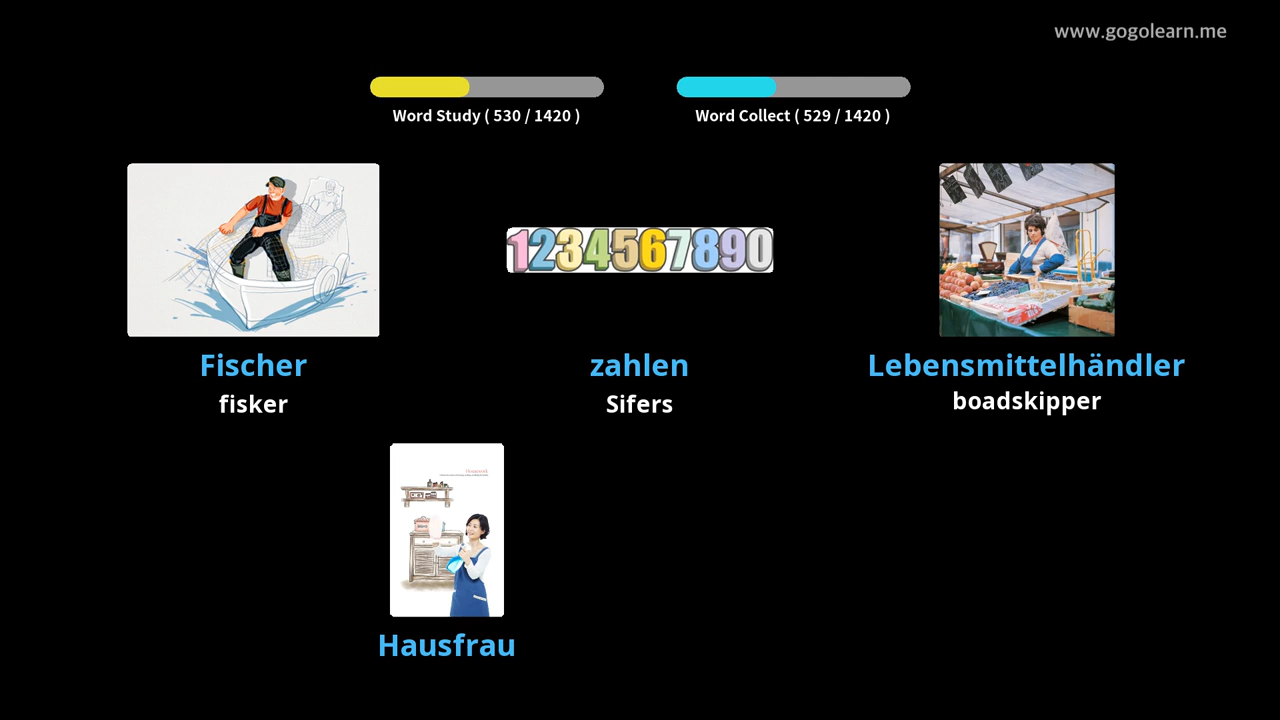 www.gogolearn.me
Word Study ( 530 / 1420 )
Word Collect ( 529 / 1420 )
1234567890
Fischer
zahlen
Lebensmittelhändler
fisker
Sifers
boadskipper
Hausfrau